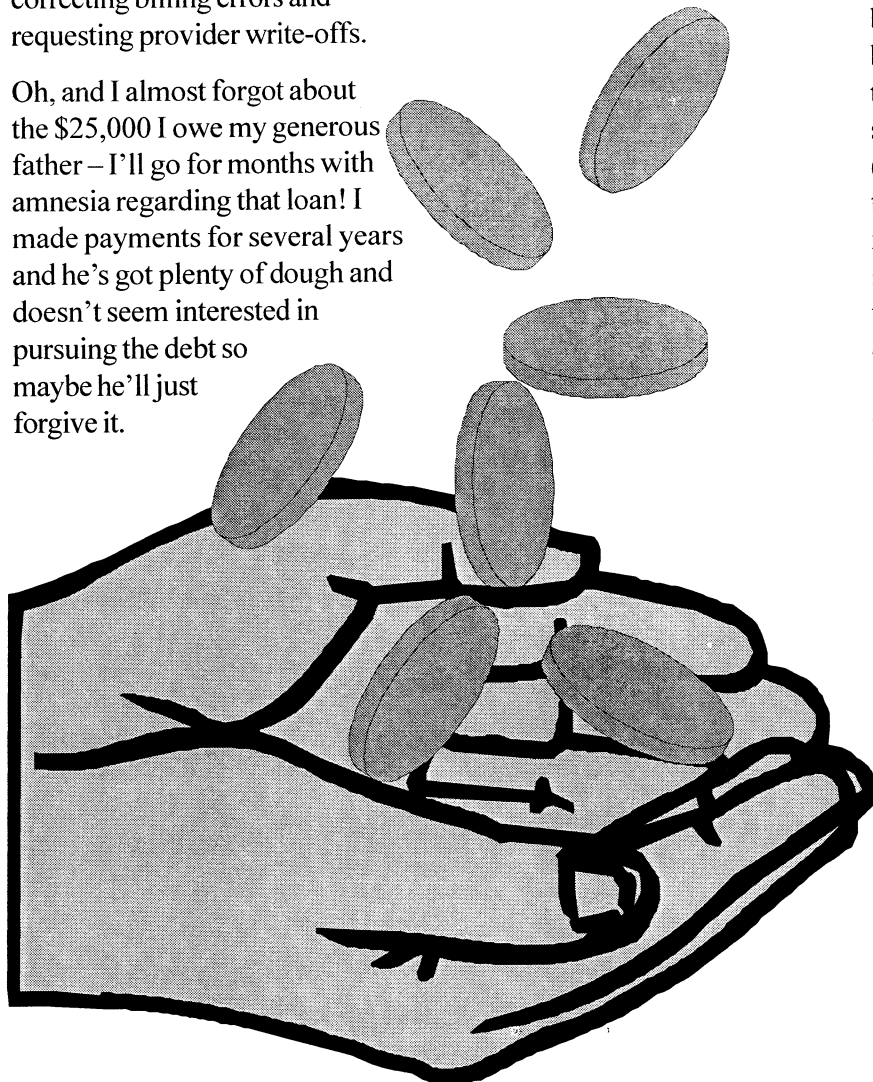 correcting billing errors and
requesting provider write-offs.
Oh, and I almost forgot about
the $25,000 I owe my generous
father – I'll go for months with
amnesia regarding that loan! I
made payments for several years
and he's got plenty of dough and
doesn't seem interested in
pursuing the debt so
maybe he'll just
forgive it.